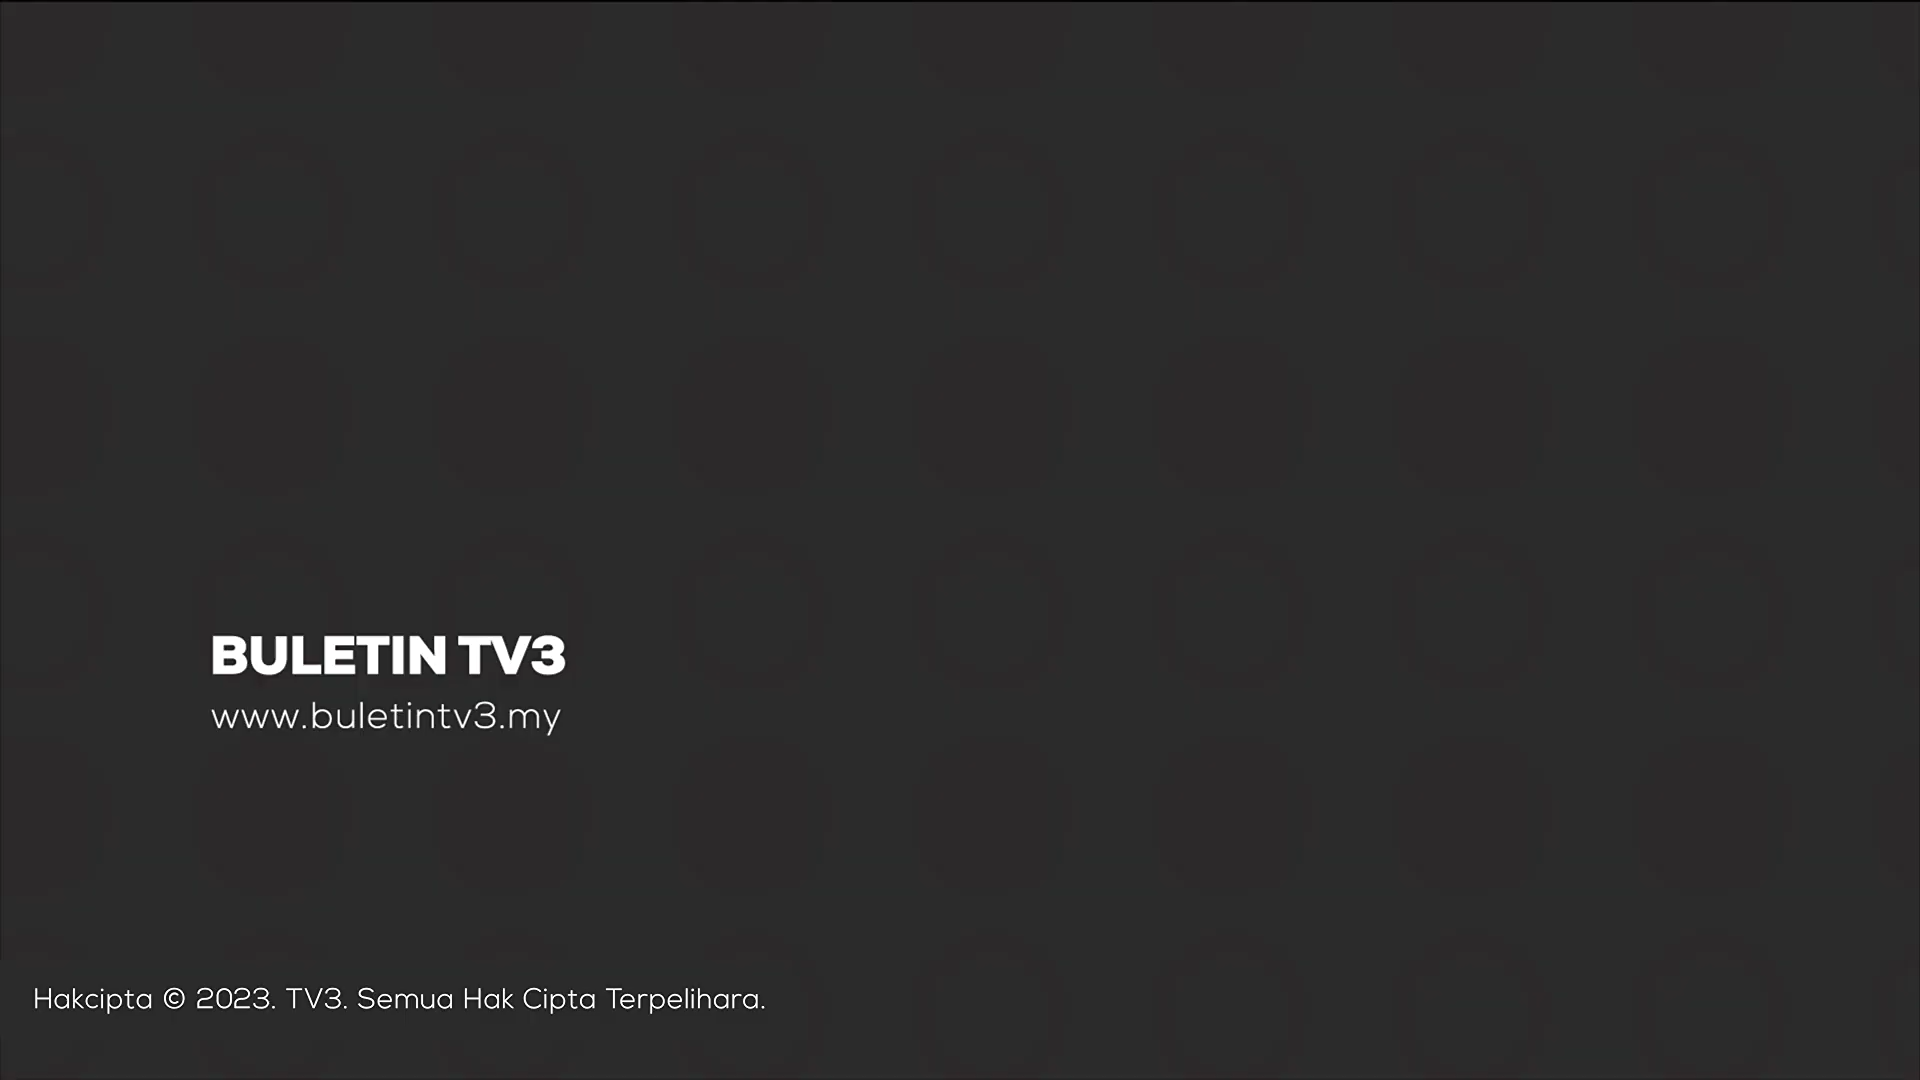 BULETIN TV3
www.buletintv3.my
Hakcipta © 2023. TV3. Semua Hak Cipta Terpelihara.